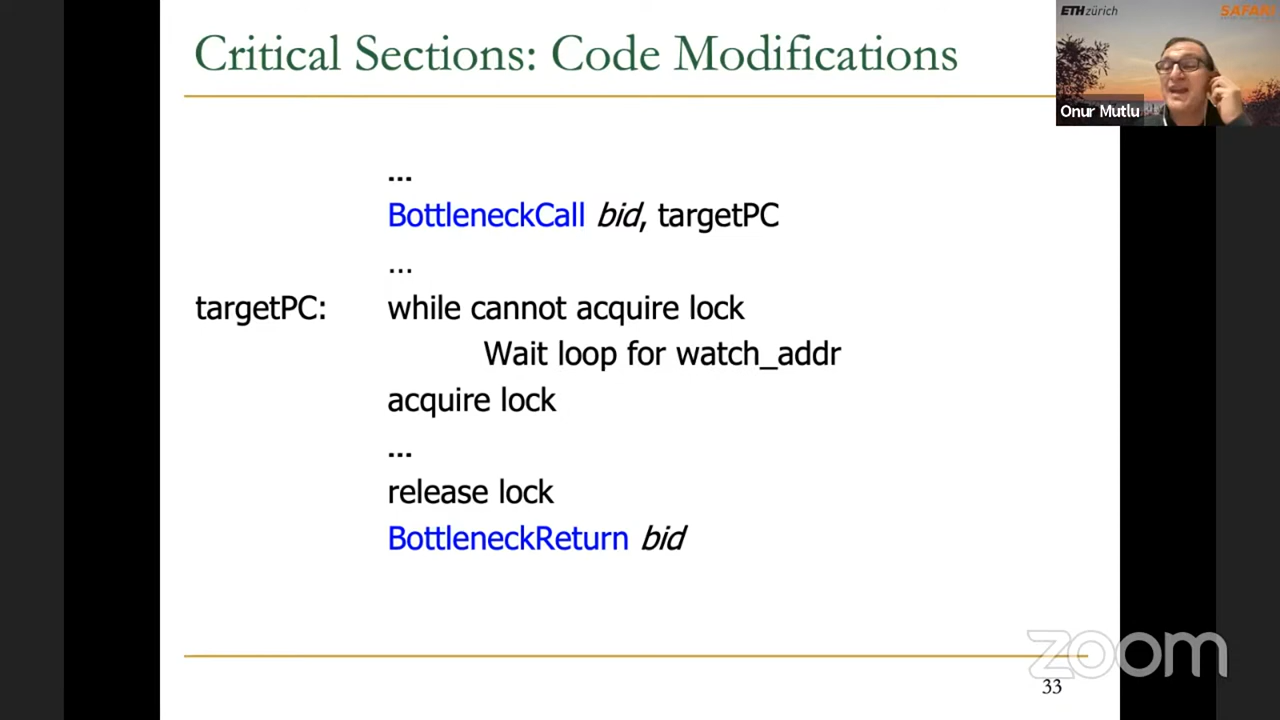 Critical Sections: Code Modifications
ETH zürich
SAFARI
Onur Mutlu
...
BottleneckCall bid, targetPC
...
targetPC: while cannot acquire lock
Wait loop for watch_addr
acquire lock
...
release lock
BottleneckReturn bid
zoom
33